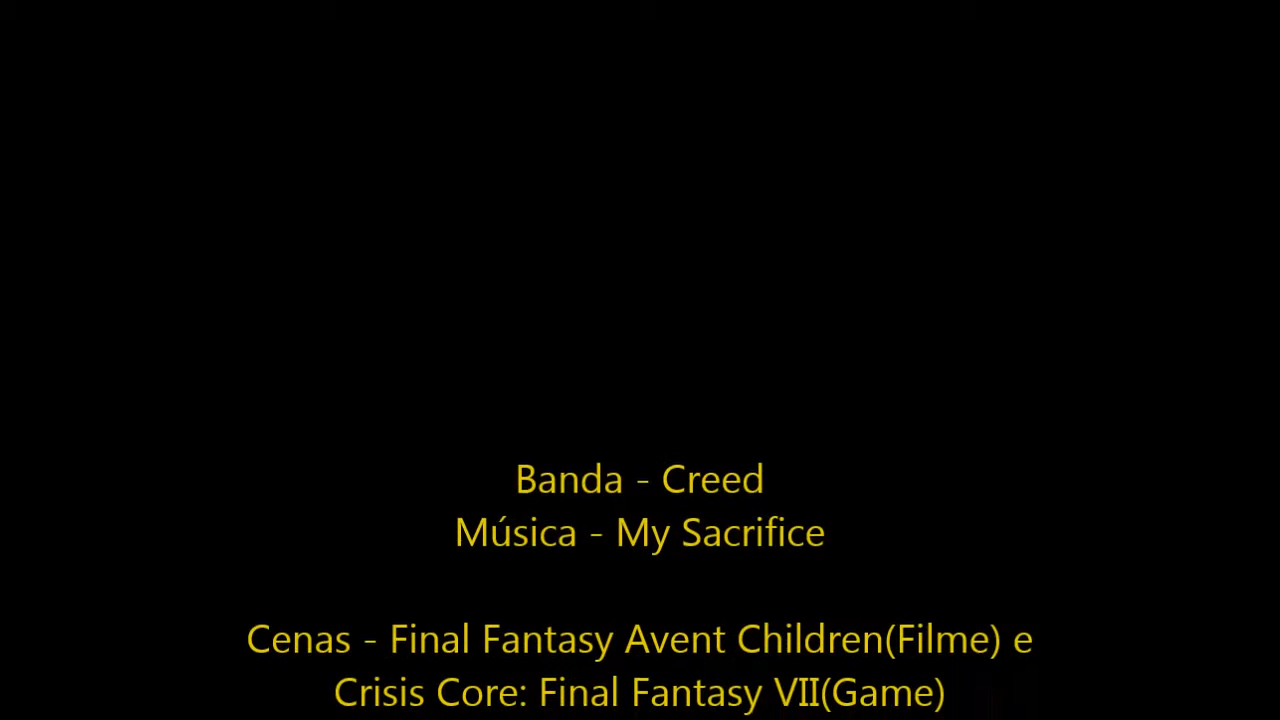 Banda - Creed
Música - My Sacrifice
Cenas - Final Fantasy Avent Children(Filme) e
Crisis Core: Final Fantasy VII(Game)